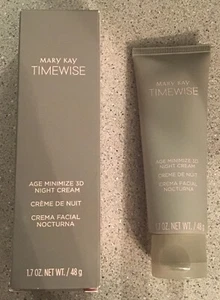 MARY KAY
TIMEWISE
AGE MINIMIZE 3D
NIGHT CREAM
CRÈME DE NUIT
CREMA FACIAL
NOCTURNA
1.7 OZ. NET WT. / 48 g
MARY KAY
TIMEWISE
AGE MINIMIZE 3D
NIGHT CREAM
CRÈME DE NUIT
CREMA FACIAL
NOCTURNA
1.7 OZ. NET WT. / 48 g